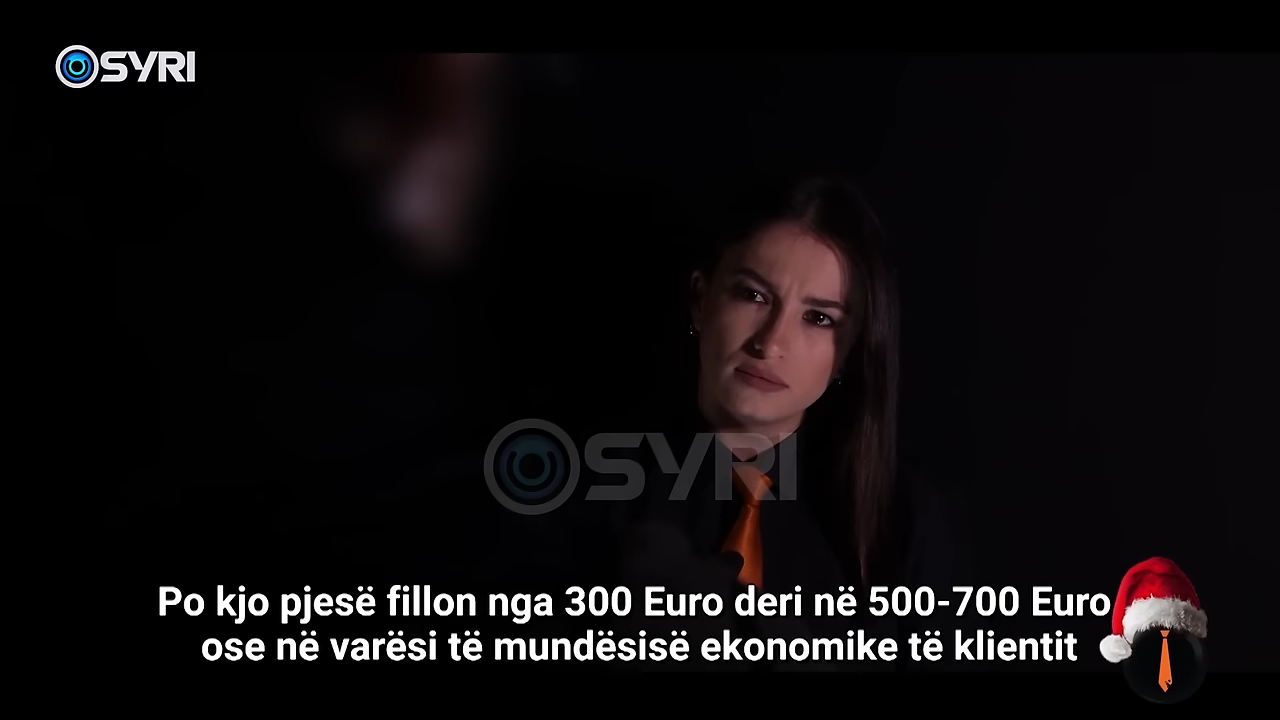 SYRI
SYRI
Po kjo pjesë fillon nga 300 Euro deri në 500-700 Euro
ose në varësi të mundësisë ekonomike të klientit